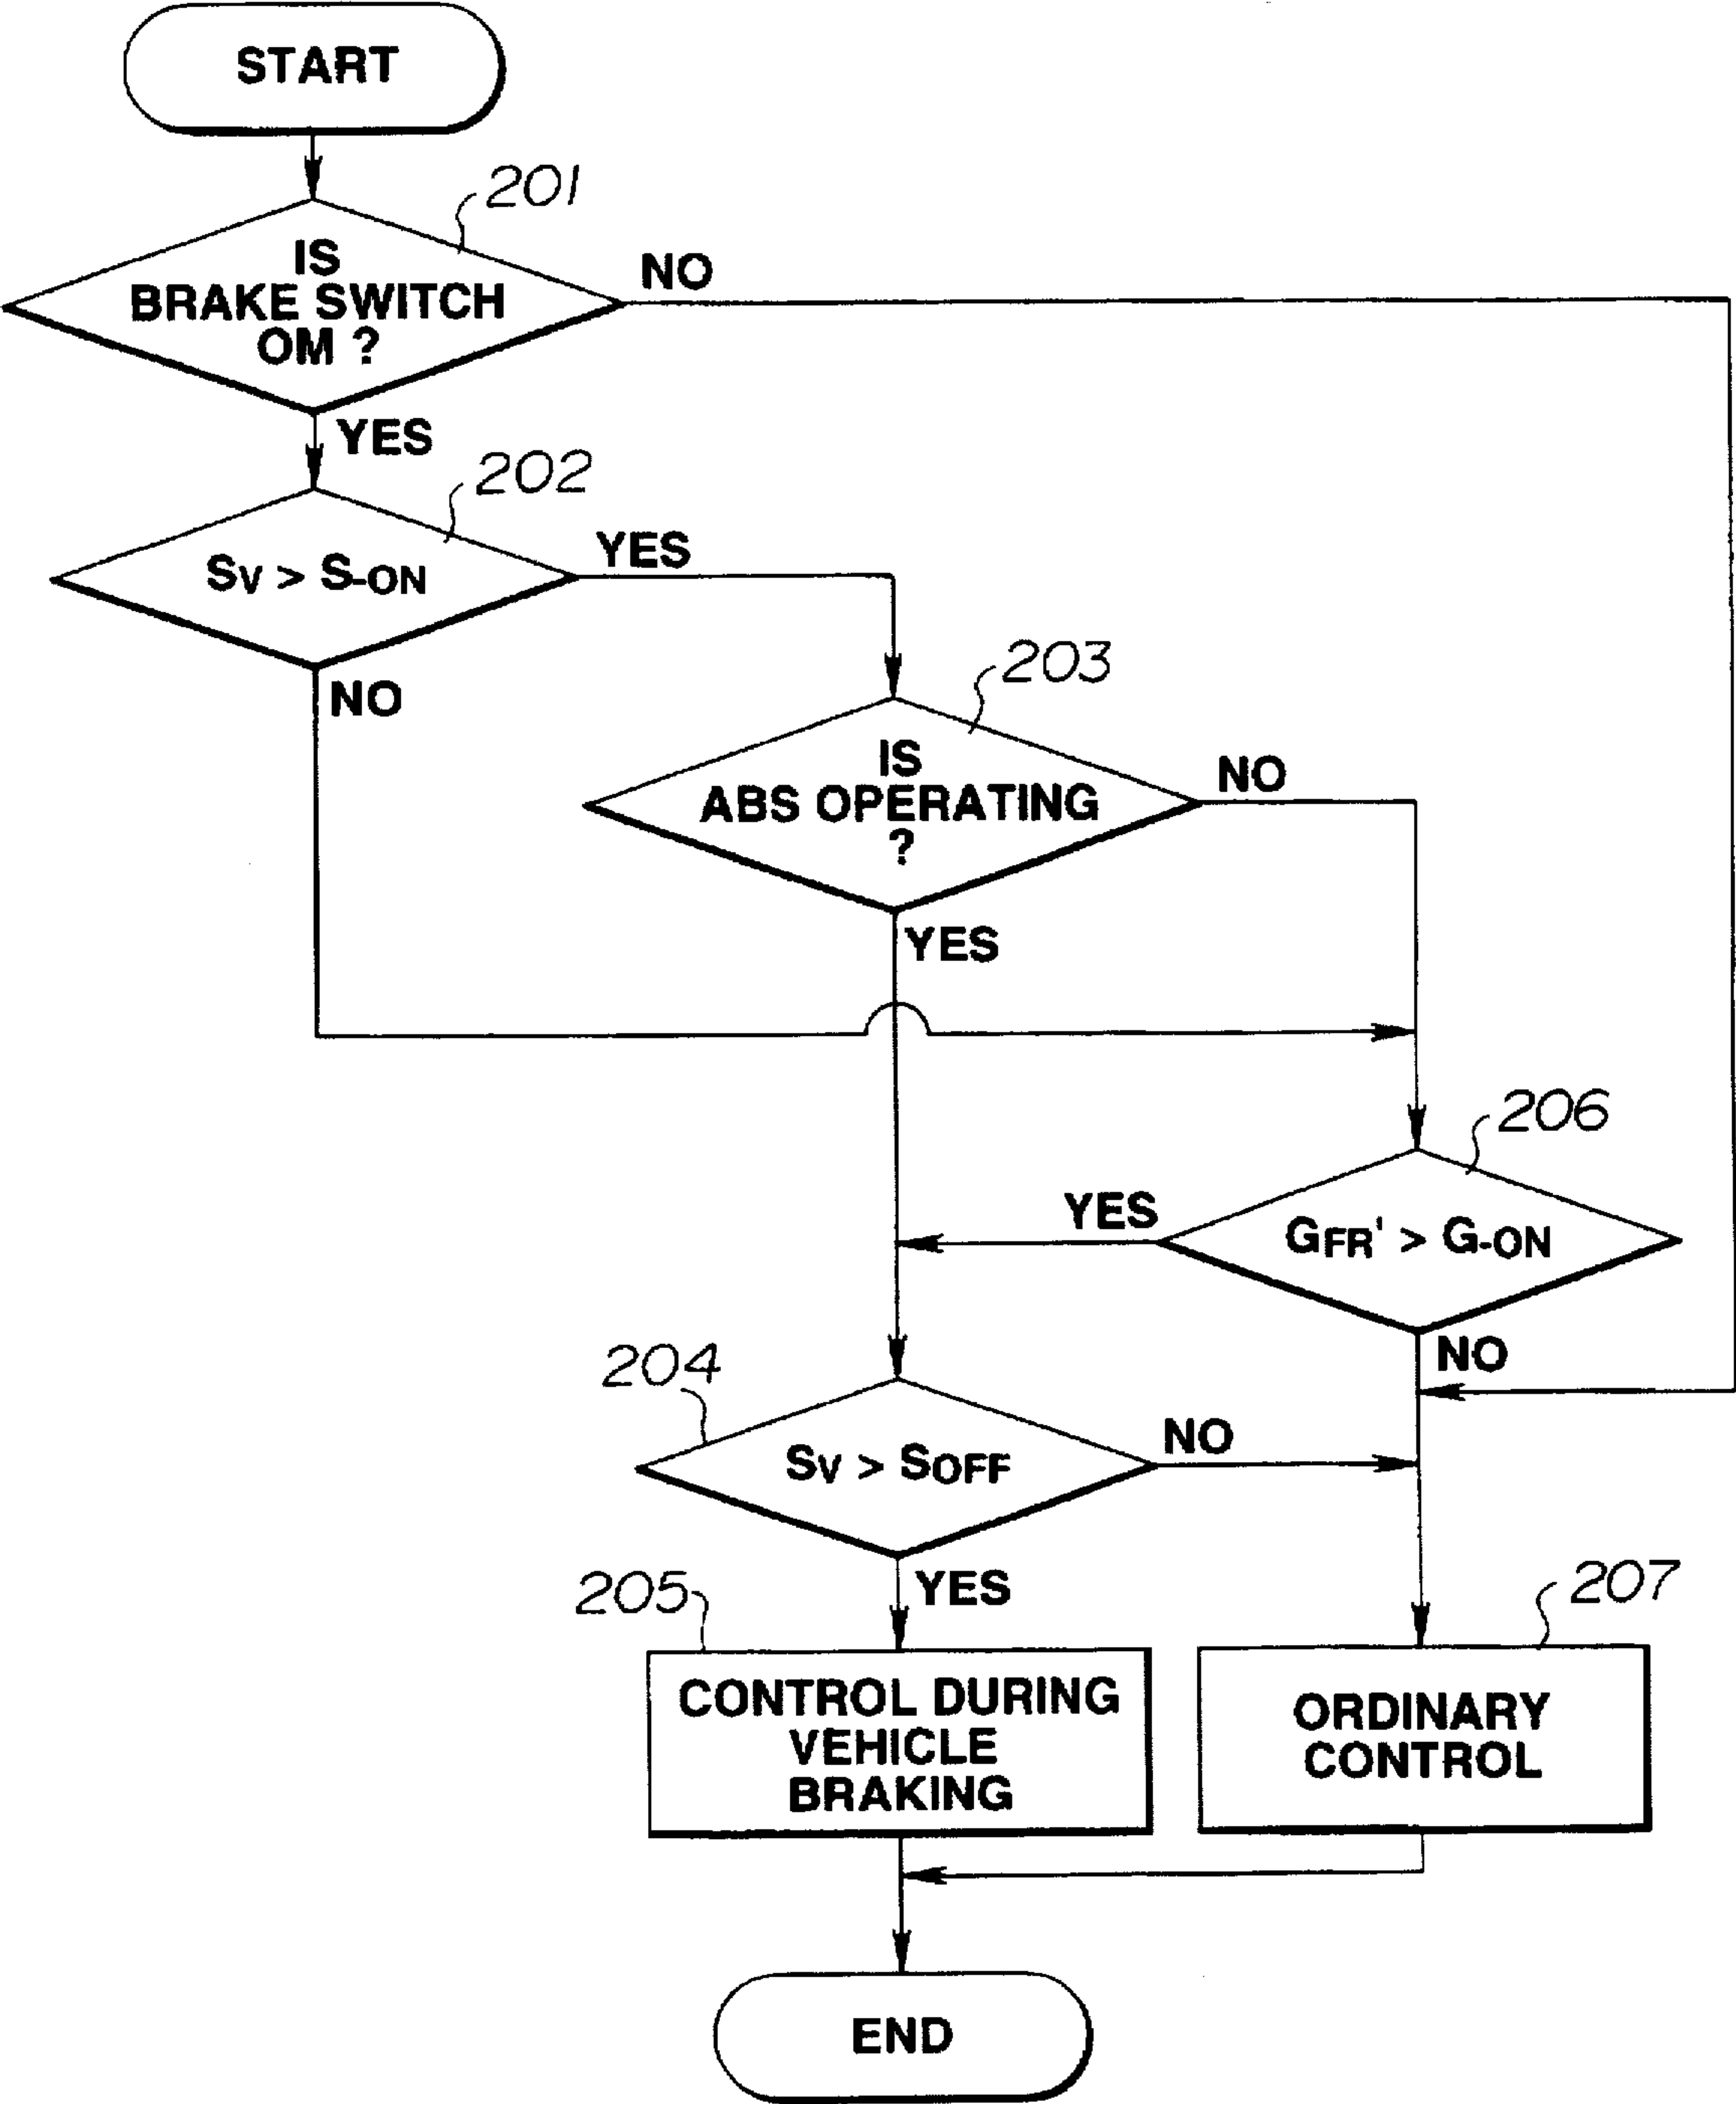 START
201
IS
BRAKE SWITCH
OM ?
NO
YES
202
SV > S-ON
YES
NO
203
IS
ABS OPERATING
?
NO
YES
206
GFR' > G-ON
YES
NO
204
SV > SOFF
NO
YES
205
CONTROL DURING
VEHICLE
BRAKING
207
ORDINARY
CONTROL
END